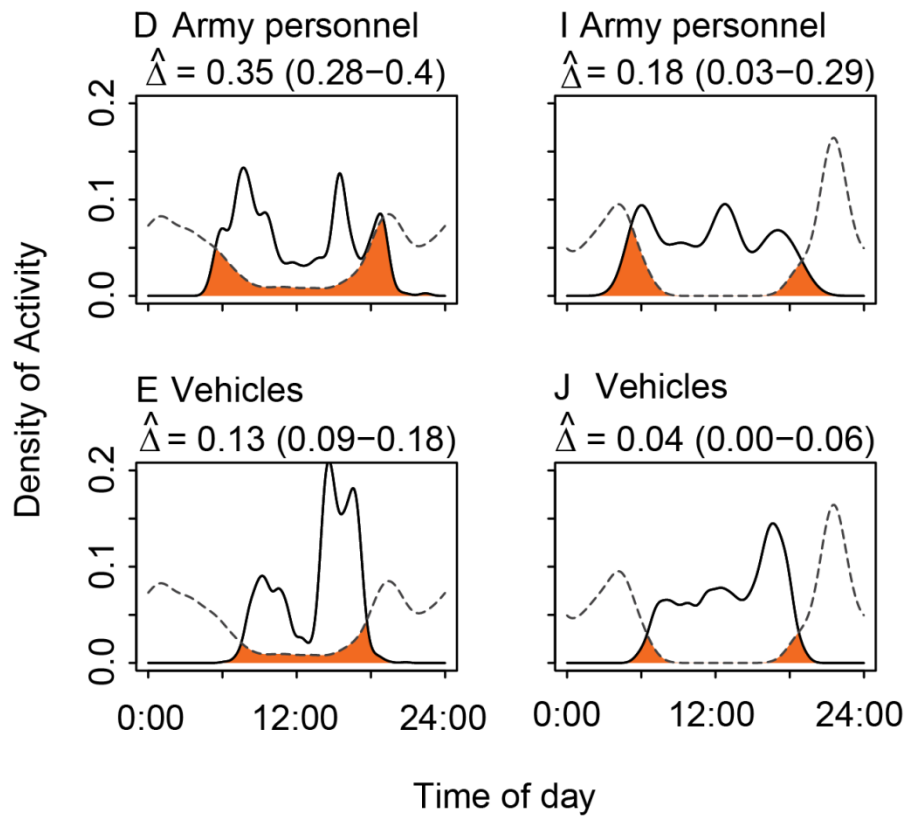 D Army personnel
Δ̂ = 0.35 (0.28−0.4)
I Army personnel
Δ̂ = 0.18 (0.03−0.29)
0.2
0.1
0.0
E Vehicles
Δ̂ = 0.13 (0.09−0.18)
J Vehicles
Δ̂ = 0.04 (0.00−0.06)
0.2
0.1
0.0
Density of Activity
0:00 12:00 24:00
0:00 12:00 24:00
Time of day